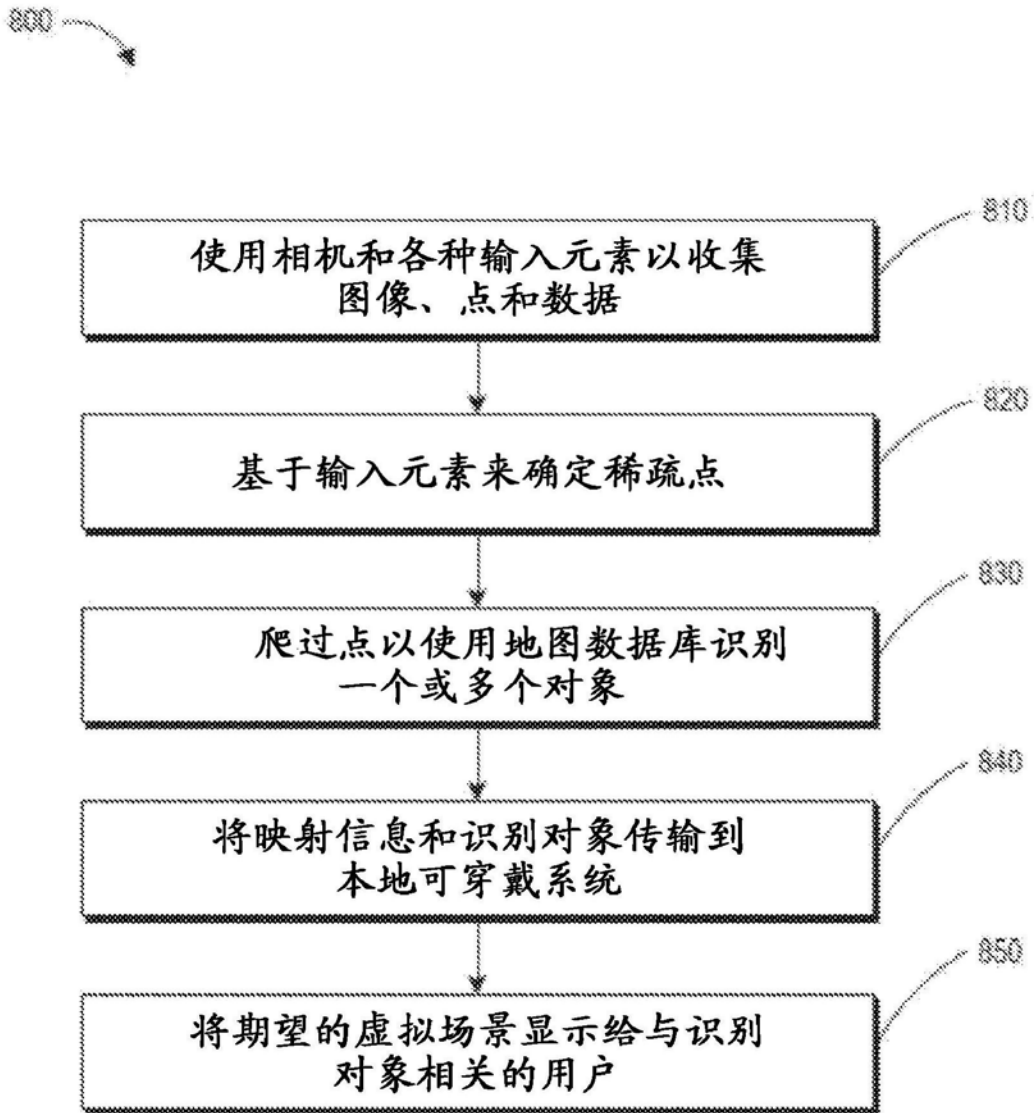 800
810
使用相机和各种输入元素以收集
图像、点和数据
820
基于输入元素来确定稀疏点
830
爬过点以使用地图数据库识别
一个或多个对象
840
将映射信息和识别对象传输到
本地可穿戴系统
850
将期望的虚拟场景显示给与识别
对象相关的用户